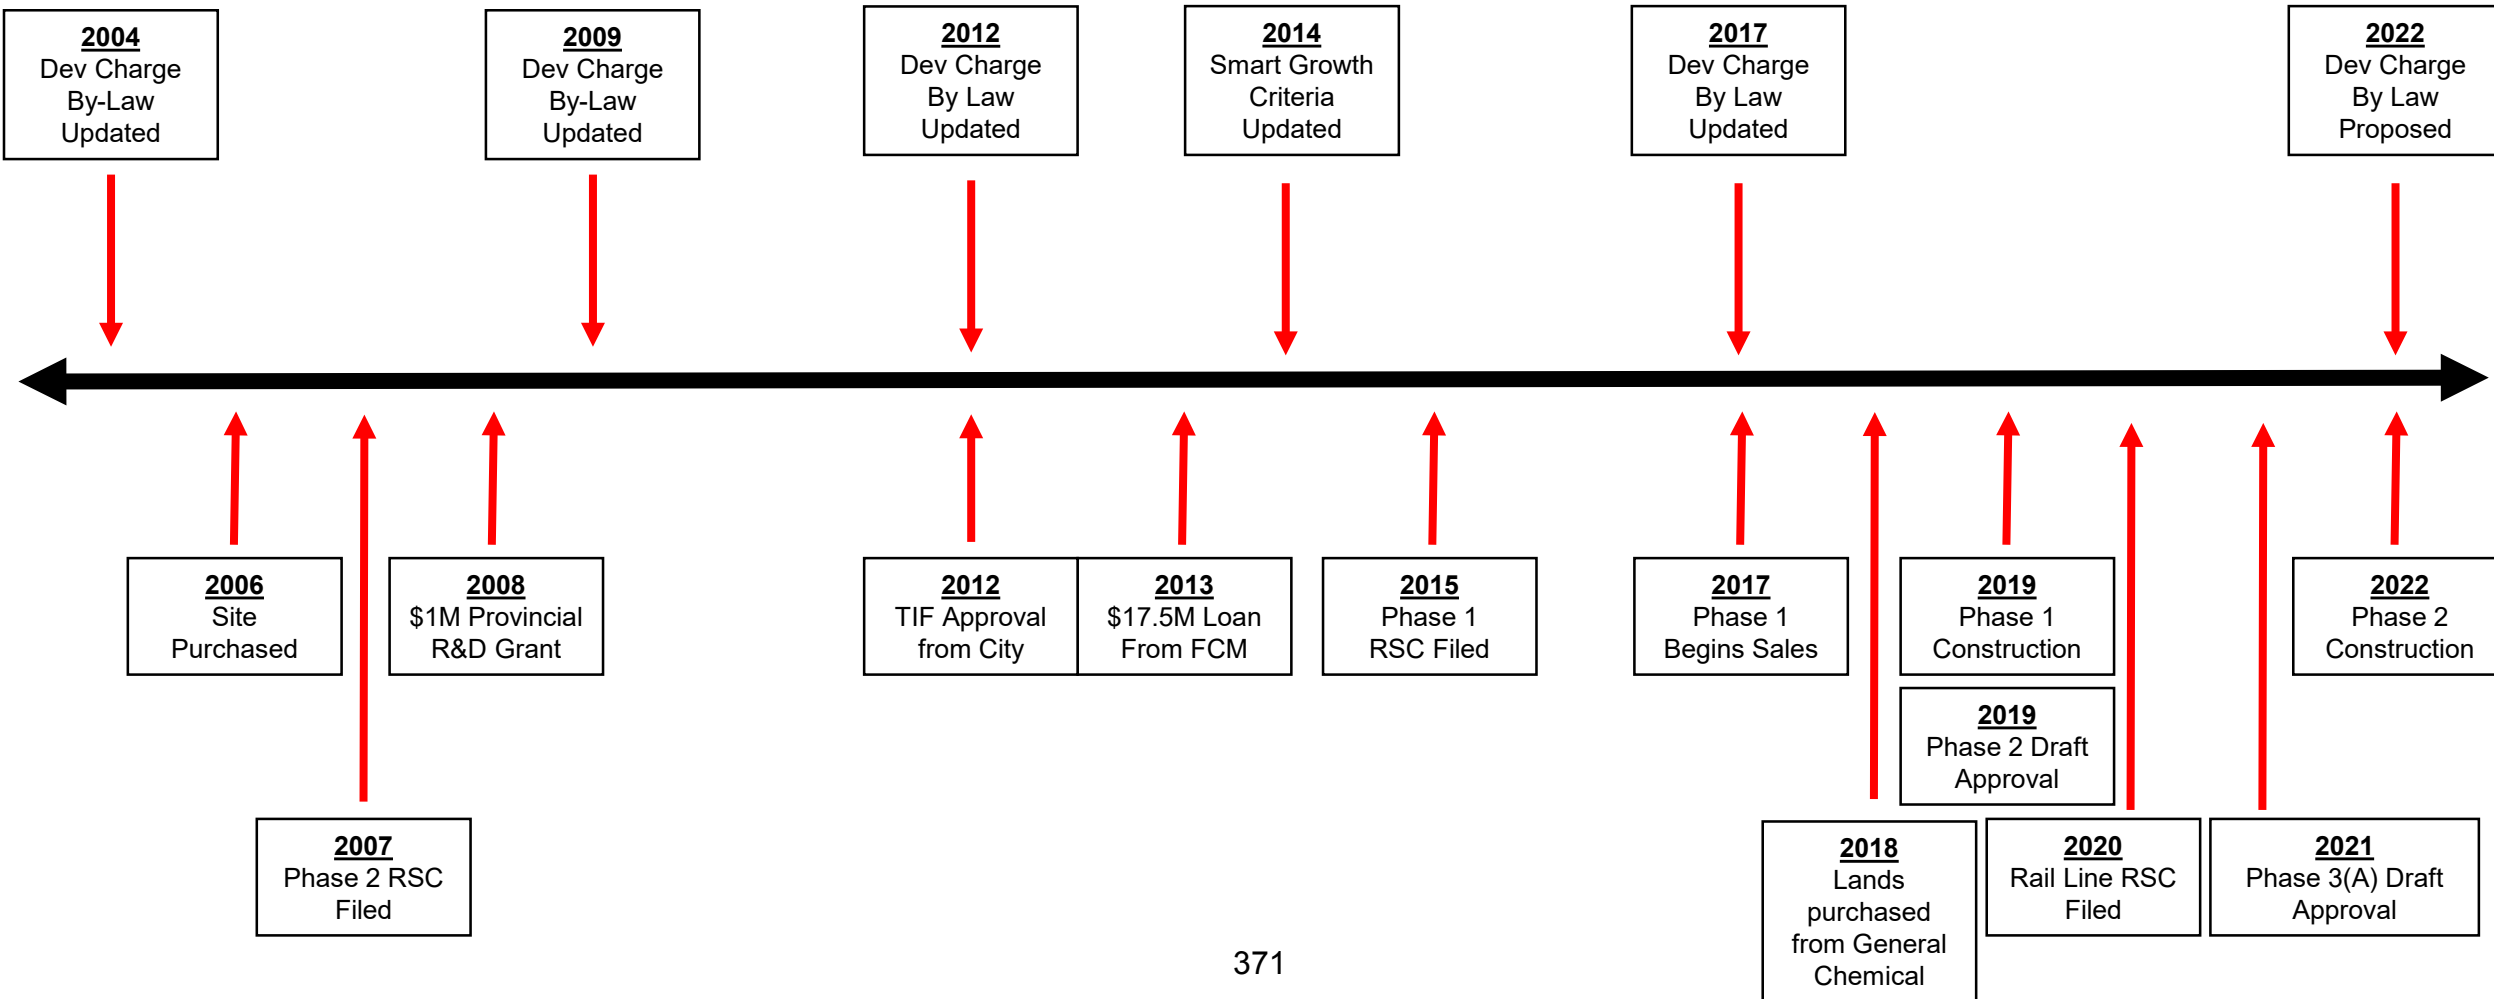 2004
Dev Charge
By-Law
Updated
2009
Dev Charge
By-Law
Updated
2012
Dev Charge
By Law
Updated
2014
Smart Growth
Criteria
Updated
2017
Dev Charge
By Law
Updated
2022
Dev Charge
By Law
Proposed
2006
Site
Purchased
2008
$1M Provincial
R&D Grant
2012
TIF Approval
from City
2013
$17.5M Loan
From FCM
2015
Phase 1
RSC Filed
2017
Phase 1
Begins Sales
2019
Phase 1
Construction
2022
Phase 2
Construction
2019
Phase 2 Draft
Approval
2007
Phase 2 RSC
Filed
2018
Lands
purchased
from General
Chemical
2020
Rail Line RSC
Filed
2021
Phase 3(A) Draft
Approval
371